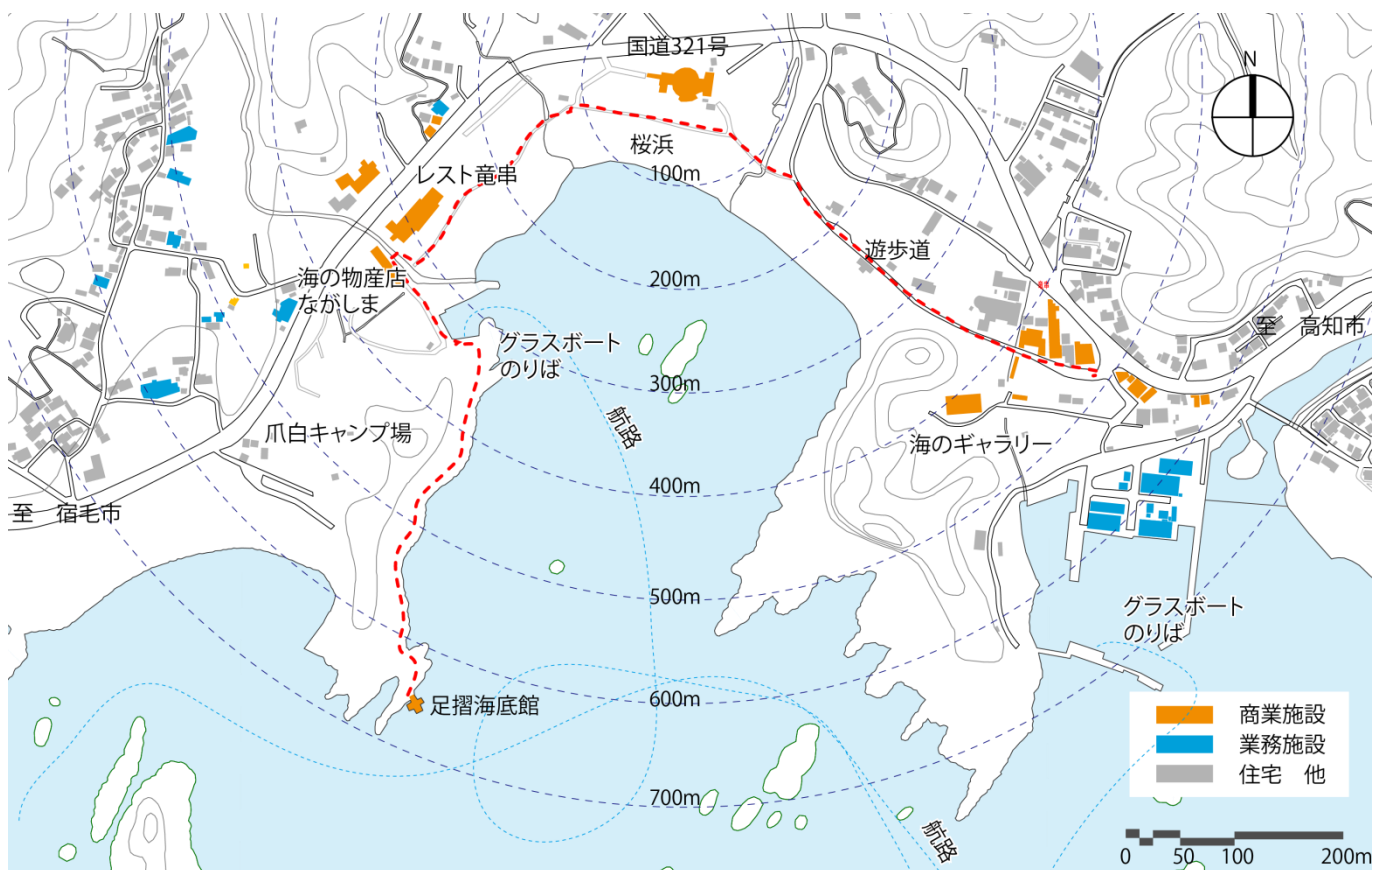 国道321号
N
桜浜
100m
レスト竜串
遊歩道
200m
海の物産店
ながしま
至 高知市
グラスボート
のりば
300m
航路
爪白キャンプ場
海のギャラリー
400m
至 宿毛市
500m
グラスボート
のりば
600m
足摺海底館
商業施設
業務施設
住宅 他
700m
航路
0 50 100 200m